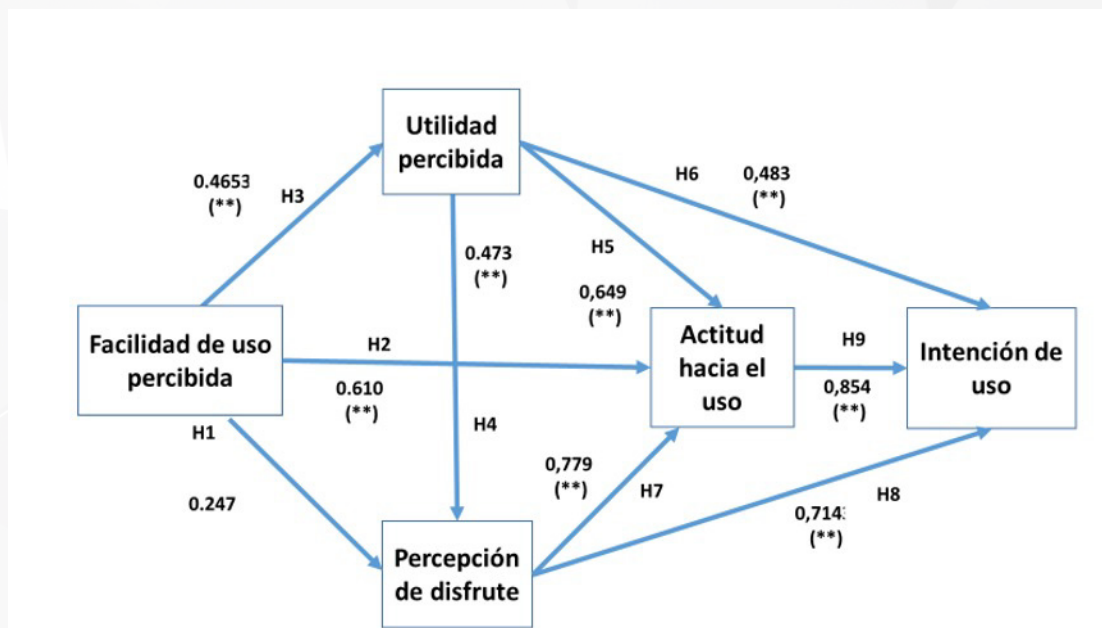 Utilidad
percibida
0.4653
(**)
H3
H6
0,483
(**)
0.473
(**)
H5
0,649
(**)
Facilidad de uso
percibida
H2
0.610
(**)
Actitud
hacia el
uso
H9
0,854
(**)
Intención de
uso
H1
H4
0.247
0,779
(**)
H7
H8
0,714
(**)
Percepción
de disfrute